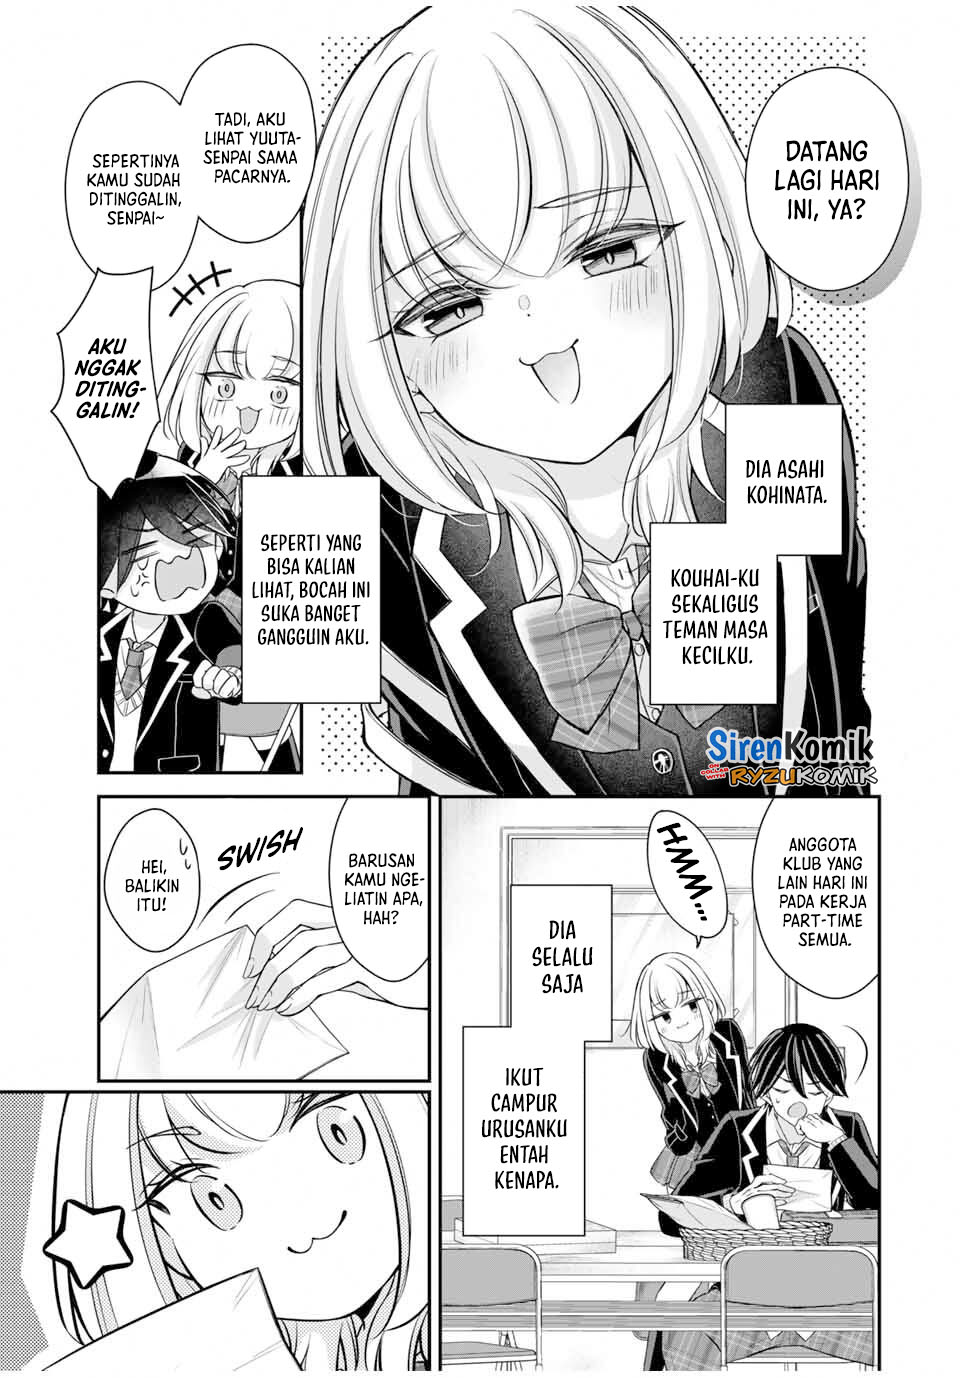 DATANG
LAGI HARI
INI, YA?
DIA ASAHI
KOHINATA.
KOUHAI-KU
SEKALIGUS
TEMAN MASA
KECILKU.
TADI, AKU
LIHAT YUUTA-
SENPAI SAMA
PACARNYA.
SEPERTINYA
KAMU SUDAH
DITINGGALIN,
SENPAI~
AKU
NGGAK
DITING-
GALIN!
SEPERTI YANG
BISA KALIAN
LIHAT, BOCAH INI
SUKA BANGET
GANGGUIN AKU.
SirenKomik
ON COLLAB WITH RYZUKOMIK
ANGGOTA
KLUB YANG
LAIN HARI INI
PADA KERJA
PART-TIME
SEMUA.
HMM...
DIA
SELALU
SAJA
IKUT
CAMPUR
URUSANKU
ENTAH
KENAPA.
BARUSAN
KAMU NGE-
LIATIN APA,
HAH?
SWISH
HEI,
BALIKIN
ITU!